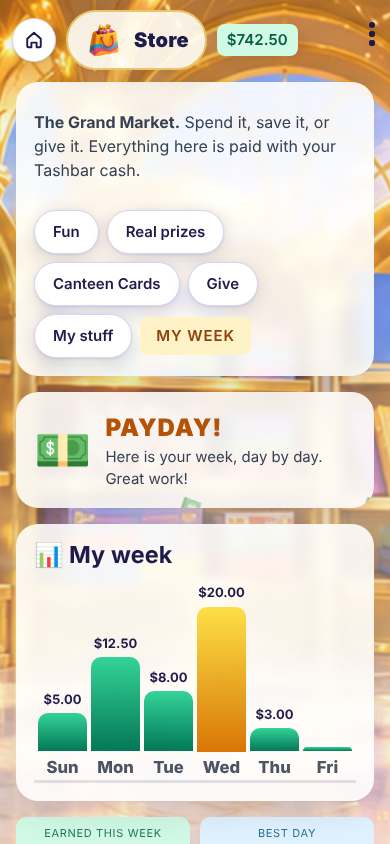 Store
$742.50
The Grand Market. Spend it, save it, or
give it. Everything here is paid with your
Tashbar cash.
Fun
Real prizes
Canteen Cards
Give
My stuff
MY WEEK
PAYDAY!
Here is your week, day by day.
Great work!
My week
$20.00
$12.50
$8.00
$5.00
$3.00
Sun Mon Tue Wed Thu Fri
EARNED THIS WEEK
BEST DAY